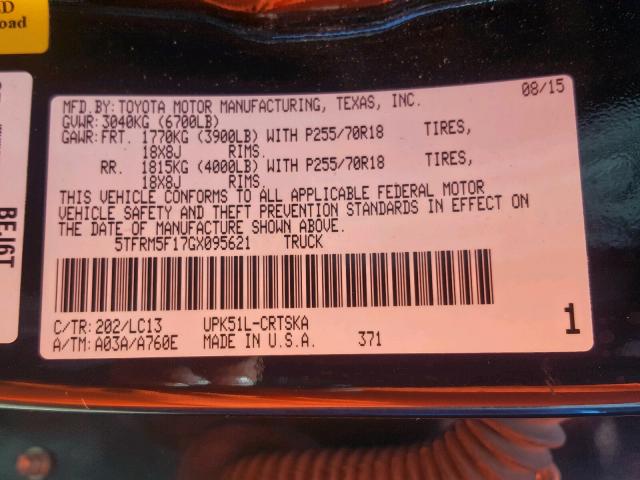 D
oad
BEJ6T
08/15
MFD.BY:TOYOTA MOTOR MANUFACTURING, TEXAS, INC.
GVWR:3040KG (6700LB)
GAWR:FRT. 1770KG (3900LB) WITH P255/70R18 TIRES,
18X8J RIMS.
RR. 1815KG (4000LB) WITH P255/70R18 TIRES,
18X8J RIMS.
THIS VEHICLE CONFORMS TO ALL APPLICABLE FEDERAL MOTOR
VEHICLE SAFETY AND THEFT PREVENTION STANDARDS IN EFFECT ON
THE DATE OF MANUFACTURE SHOWN ABOVE.
5TFRM5F17GX095621 TRUCK
C/TR:202/LC13 UPK51L-CRTSKA
A/TM:A03A/A760E MADE IN U.S.A. 371
1